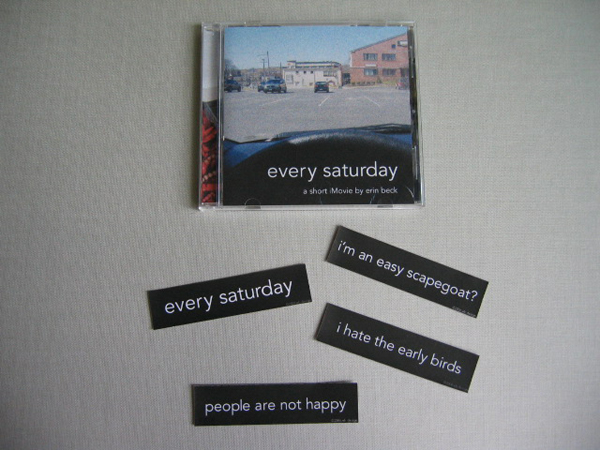 every saturday
a short iMovie by erin beck
i'm an easy scapegoat?
every saturday
i hate the early birds
people are not happy